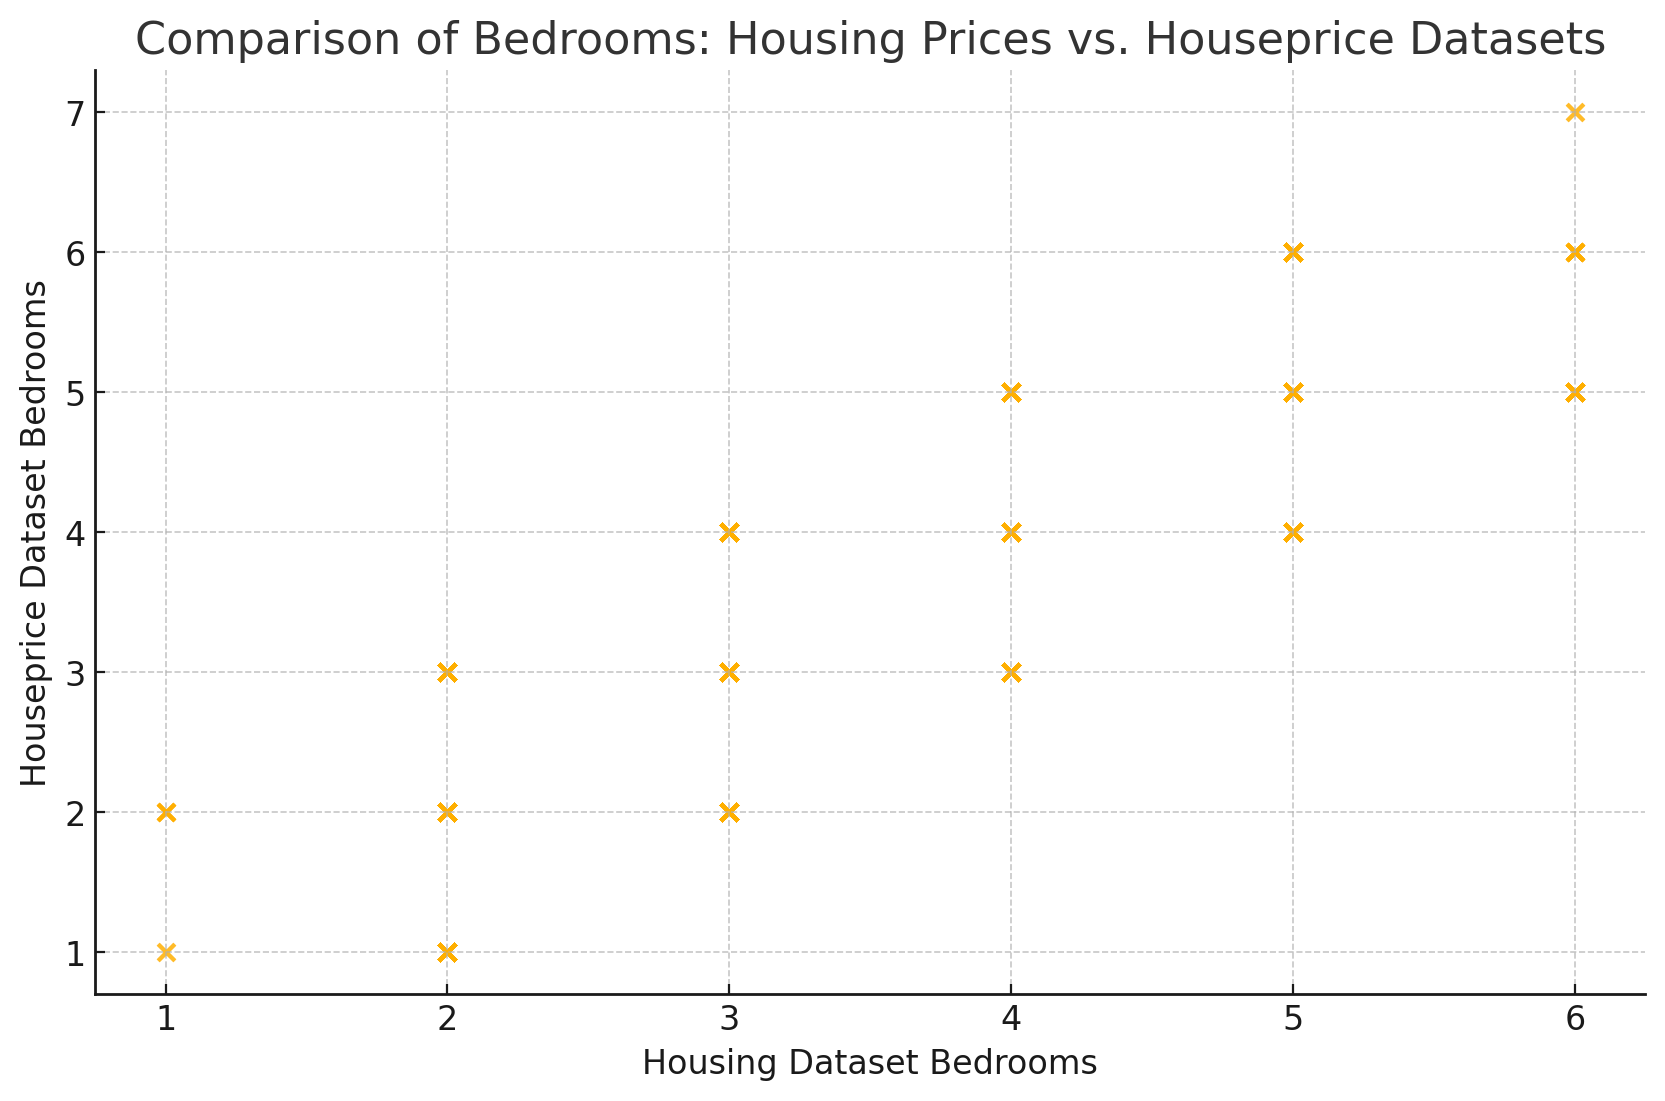 Comparison of Bedrooms: Housing Prices vs. Houseprice Datasets
Houseprice Dataset Bedrooms
7
6
5
4
3
2
1
1 2 3 4 5 6
Housing Dataset Bedrooms